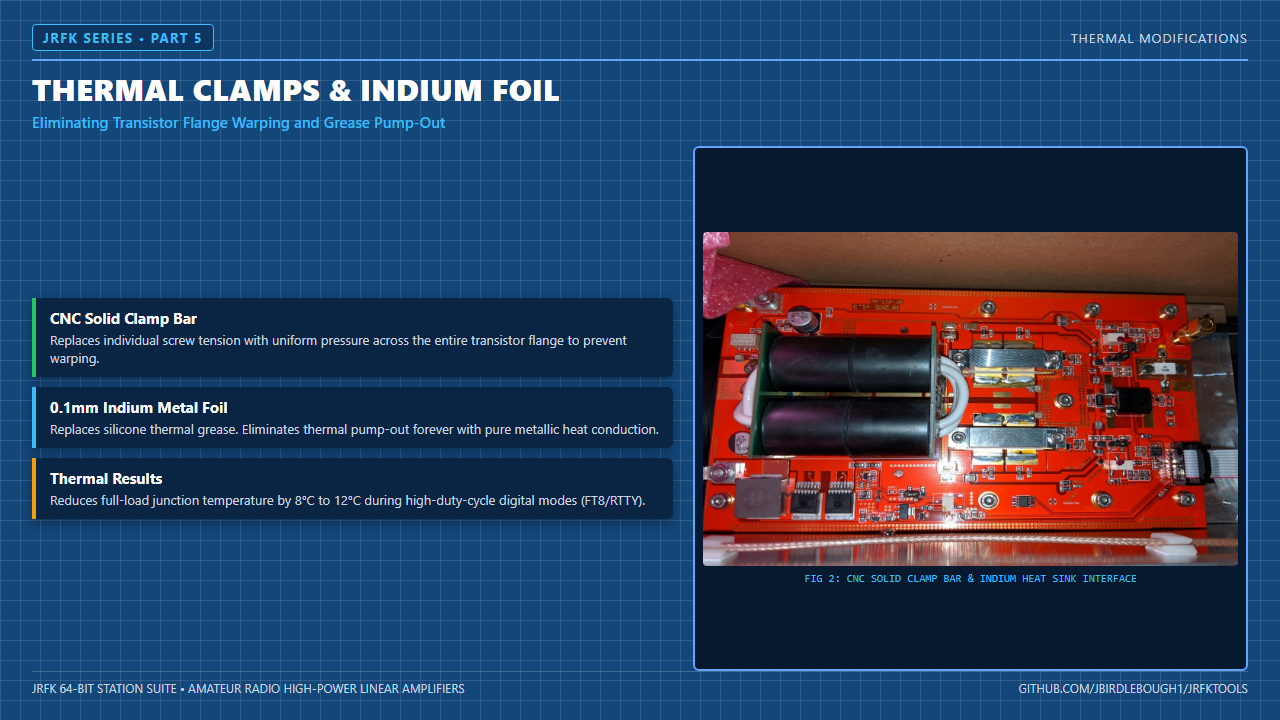 JRFK SERIES • PART 5
THERMAL MODIFICATIONS
THERMAL CLAMPS & INDIUM FOIL
Eliminating Transistor Flange Warping and Grease Pump-Out
CNC Solid Clamp Bar
Replaces individual screw tension with uniform pressure across the entire transistor flange to prevent
warping.
0.1mm Indium Metal Foil
Replaces silicone thermal grease. Eliminates thermal pump-out forever with pure metallic heat conduction.
Thermal Results
Reduces full-load junction temperature by 8°C to 12°C during high-duty-cycle digital modes (FT8/RTTY).
FIG 2: CNC SOLID CLAMP BAR & INDIUM HEAT SINK INTERFACE
JRFK 64-BIT STATION SUITE • AMATEUR RADIO HIGH-POWER LINEAR AMPLIFIERS
GITHUB.COM/JBIRDLEBOUGH1/JRFKTOOLS